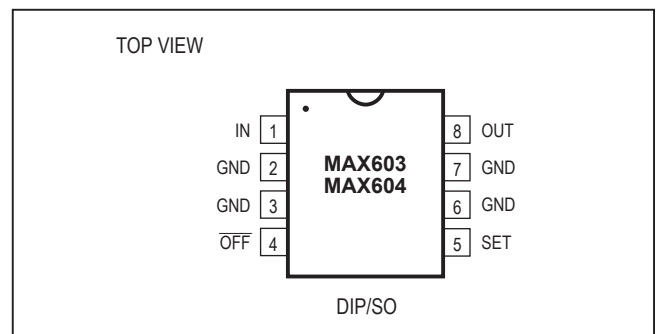 TOP VIEW
IN 1
GND 2
GND 3
O̅F̅F̅ 4
MAX603
MAX604
8 OUT
7 GND
6 GND
5 SET
DIP/SO